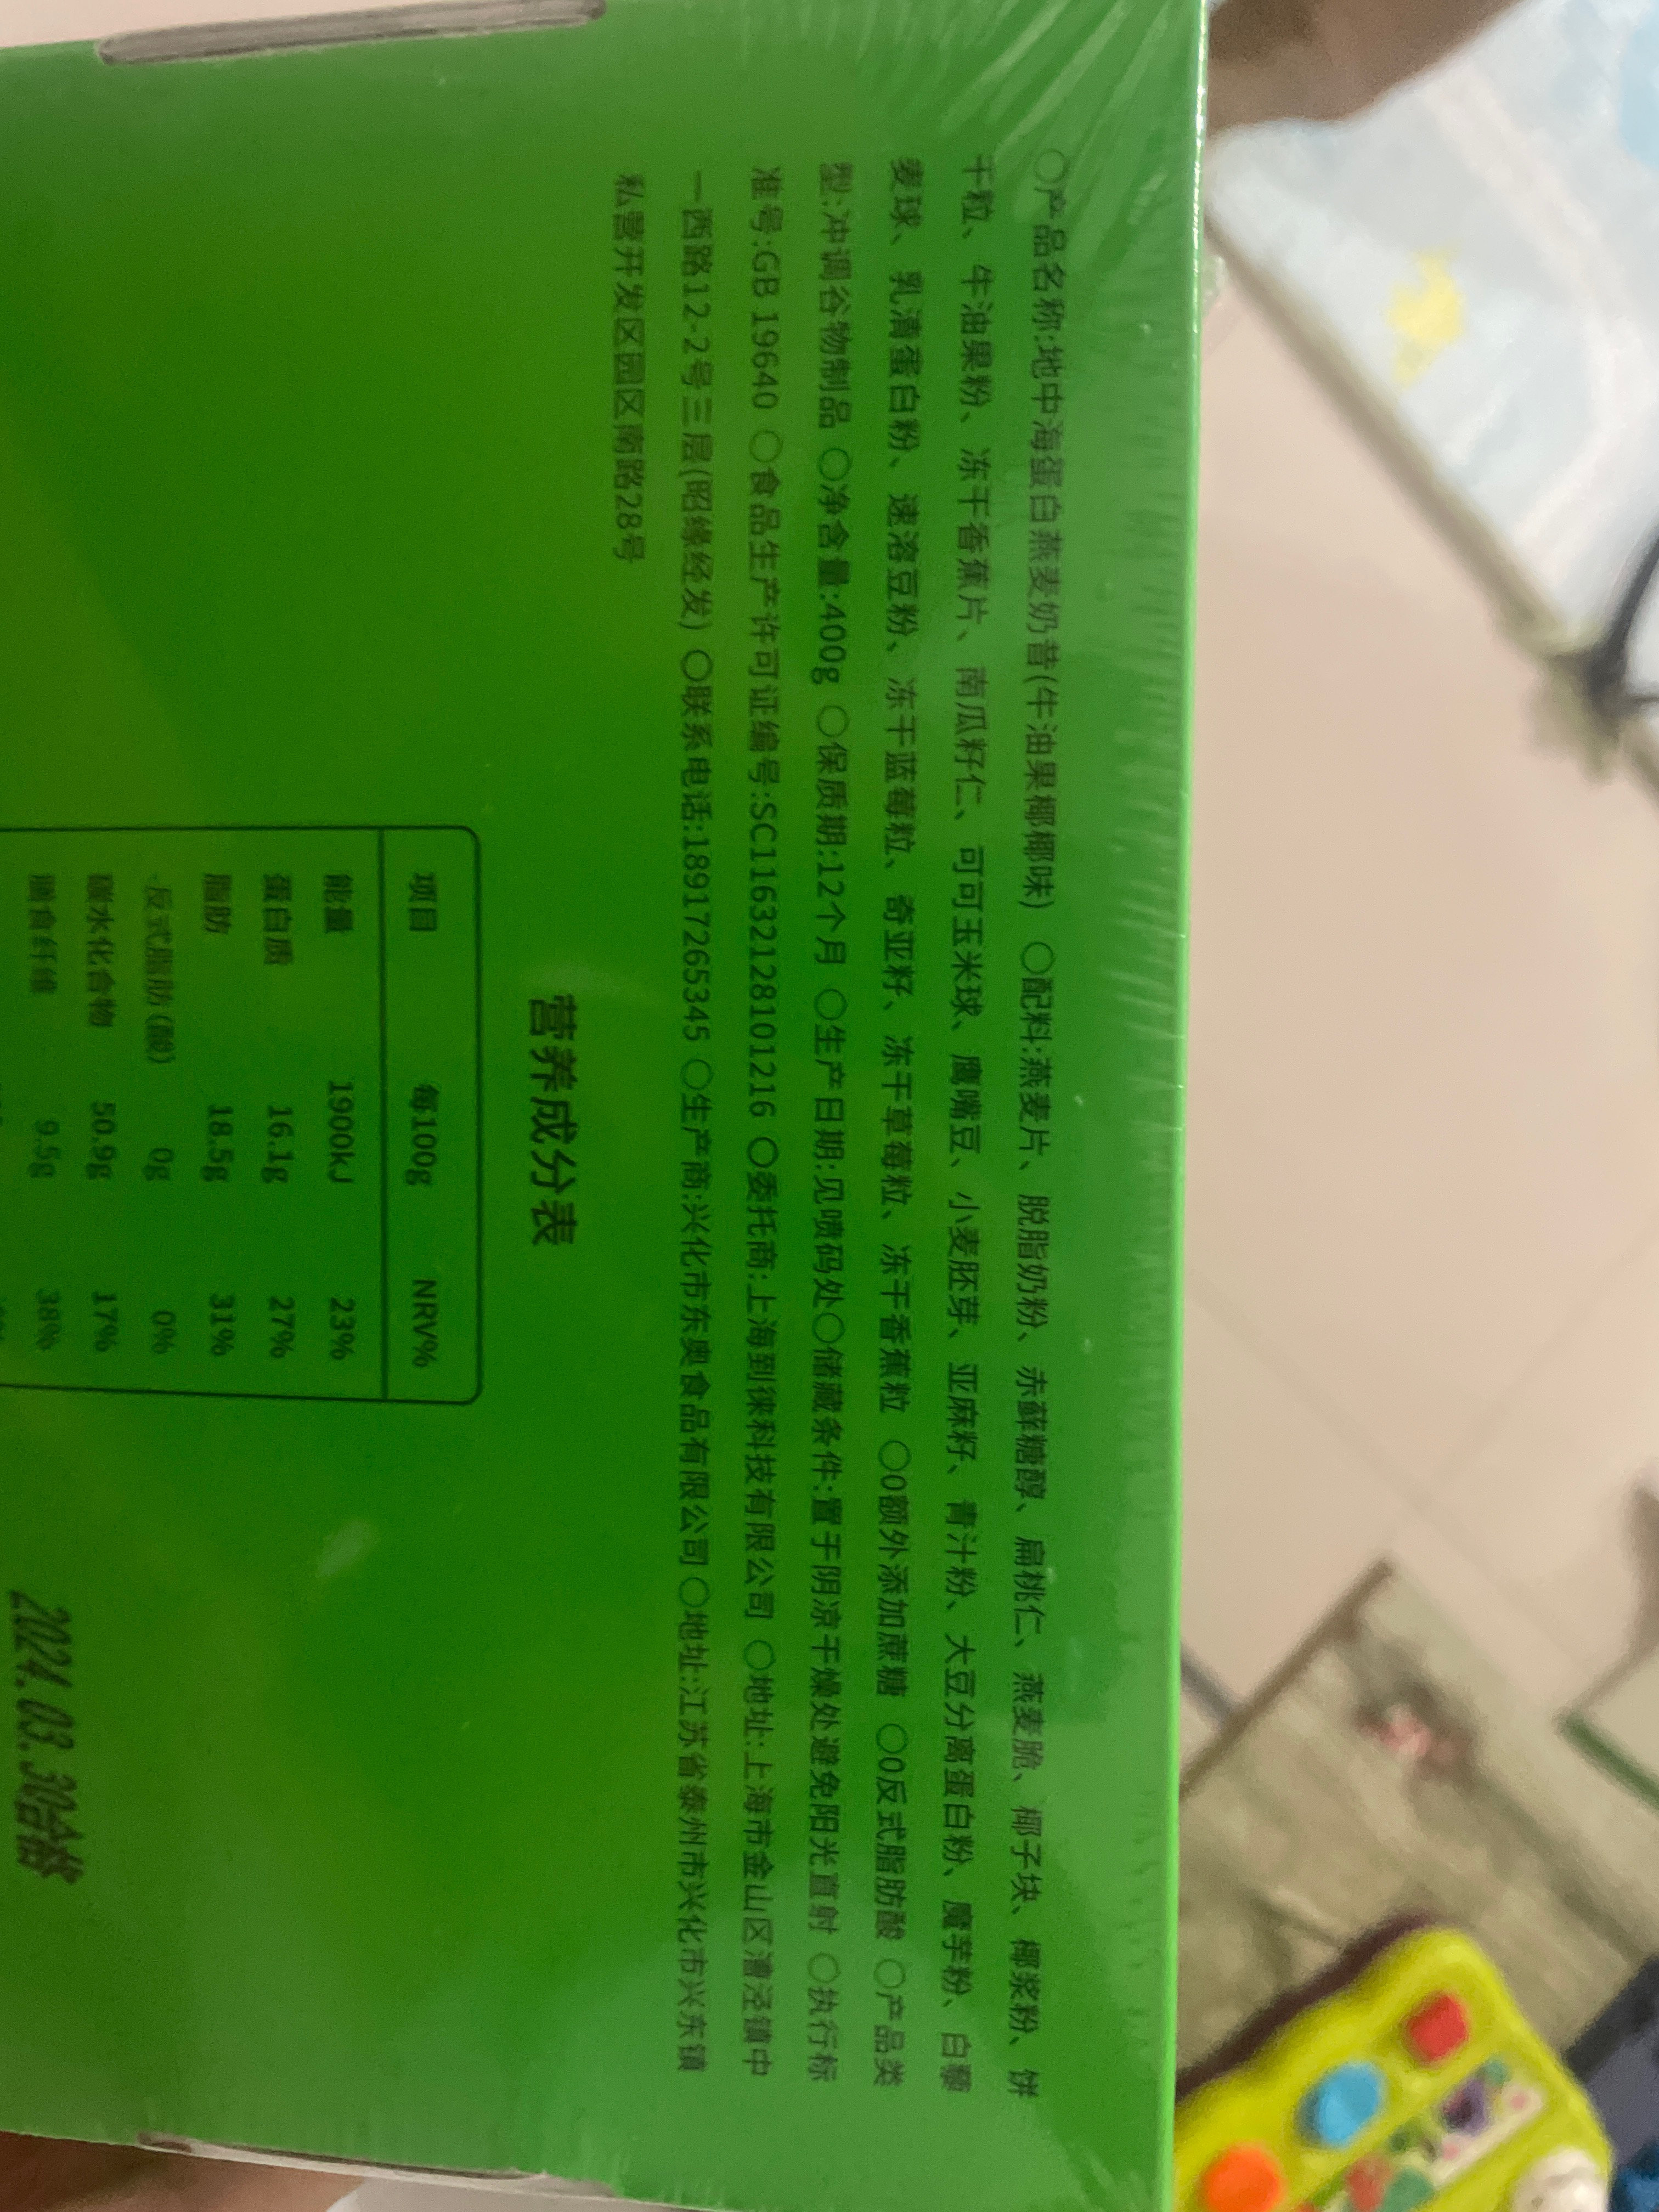 ○产品名称:地中海蛋白燕麦奶昔(牛油果椰椰味) ○配料:燕麦片、脱脂奶粉、赤藓糖醇、扁桃仁、燕麦脆、椰子块、椰浆粉、饼
干粒、牛油果粉、冻干香蕉片、南瓜籽仁、可可玉米球、鹰嘴豆、小麦胚芽、亚麻籽、青汁粉、大豆分离蛋白粉、魔芋粉、白藜
麦球、乳清蛋白粉、速溶豆粉、冻干蓝莓粒、奇亚籽、冻干草莓粒、冻干香蕉粒 ○0额外添加蔗糖 ○0反式脂肪酸 ○产品类
型:冲调谷物制品 ○净含量:400g ○保质期:12个月 ○生产日期:见喷码处○储藏条件:置于阴凉干燥处避免阳光直射 ○执行标
准号:GB 19640 ○食品生产许可证编号:SC11632128101216 ○委托商:上海到徕科技有限公司 ○地址:上海市金山区漕泾镇中
一西路12-2号三层(昭缘经发) ○联系电话:18917265345 ○生产商:兴化市东奥食品有限公司 ○地址:江苏省泰州市兴化市兴东镇
私营开发区园区南路28号
营养成分表
项目 每100g NRV%
能量 1900kJ 23%
蛋白质 16.1g 27%
脂肪 18.5g 31%
-反式脂肪(酸) 0g 0%
碳水化合物 50.9g 17%
膳食纤维 9.5g 38%
2024.03.30合格